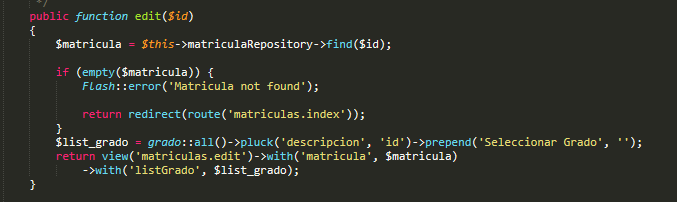 */
public function edit($id)
{
$matricula = $this->matriculaRepository->find($id);
if (empty($matricula)) {
Flash::error('Matricula not found');
return redirect(route('matriculas.index'));
}
$list_grado = grado::all()->pluck('descripcion', 'id')->prepend('Seleccionar Grado', '');
return view('matriculas.edit')->with('matricula', $matricula)
->with('listGrado', $list_grado);
}